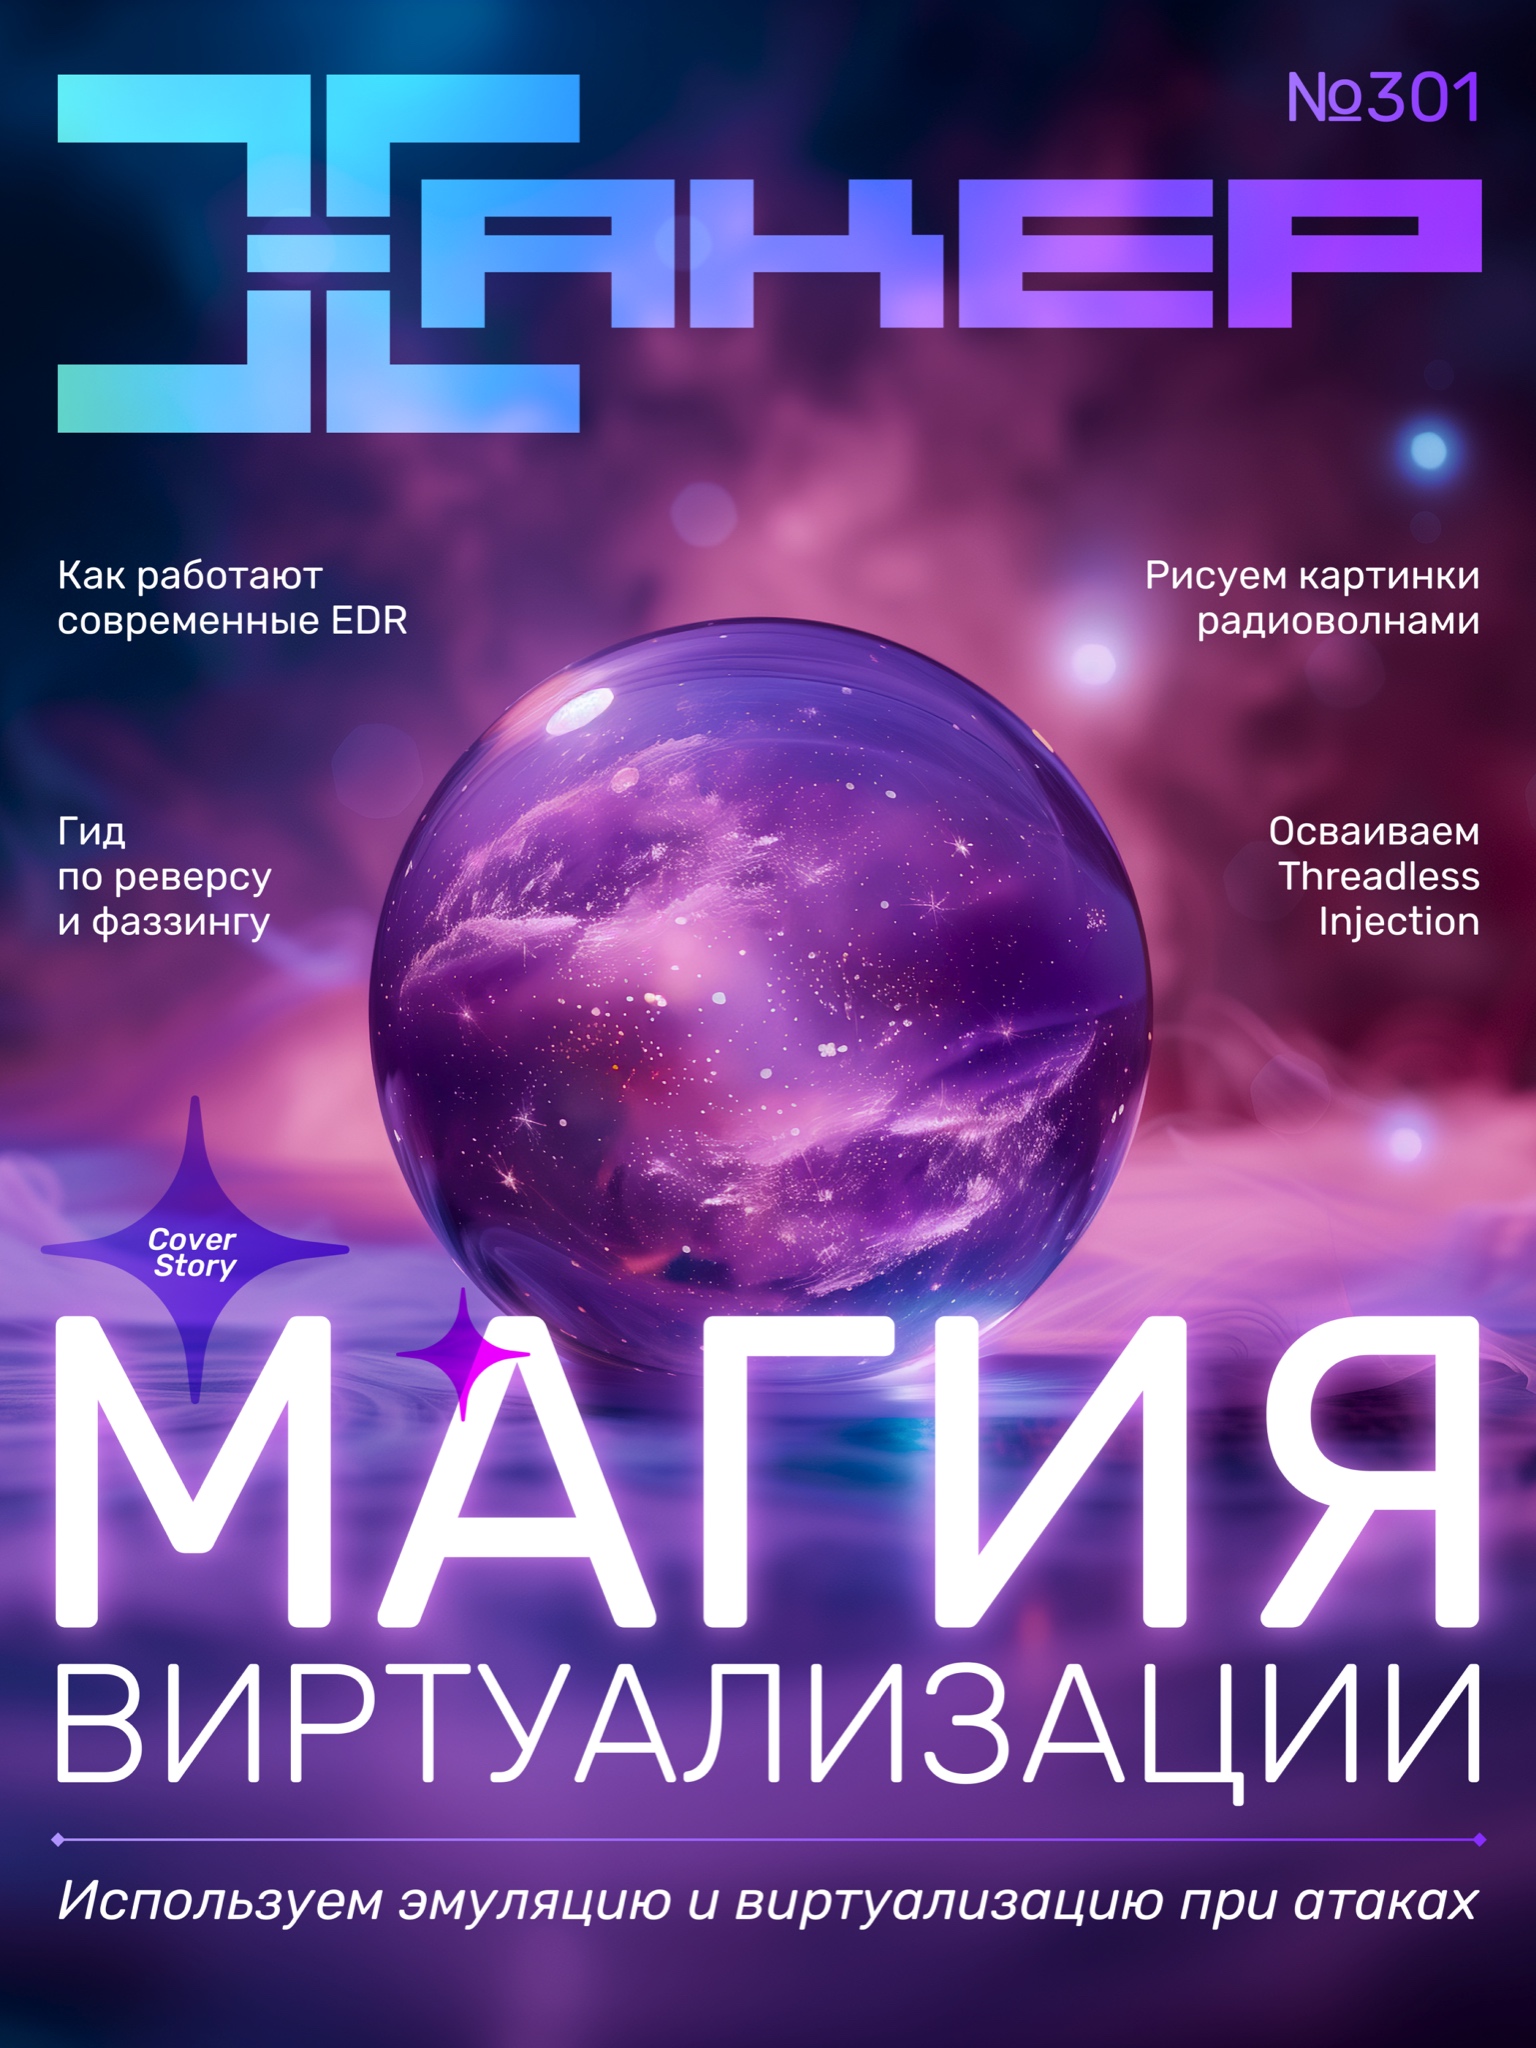 №301
ХАКЕР
Как работают
современные EDR
Рисуем картинки
радиоволнами
Гид
по реверсу
и фаззингу
Осваиваем
Threadless
Injection
Cover
Story
МАГИЯ
ВИРТУАЛИЗАЦИИ
Используем эмуляцию и виртуализацию при атаках